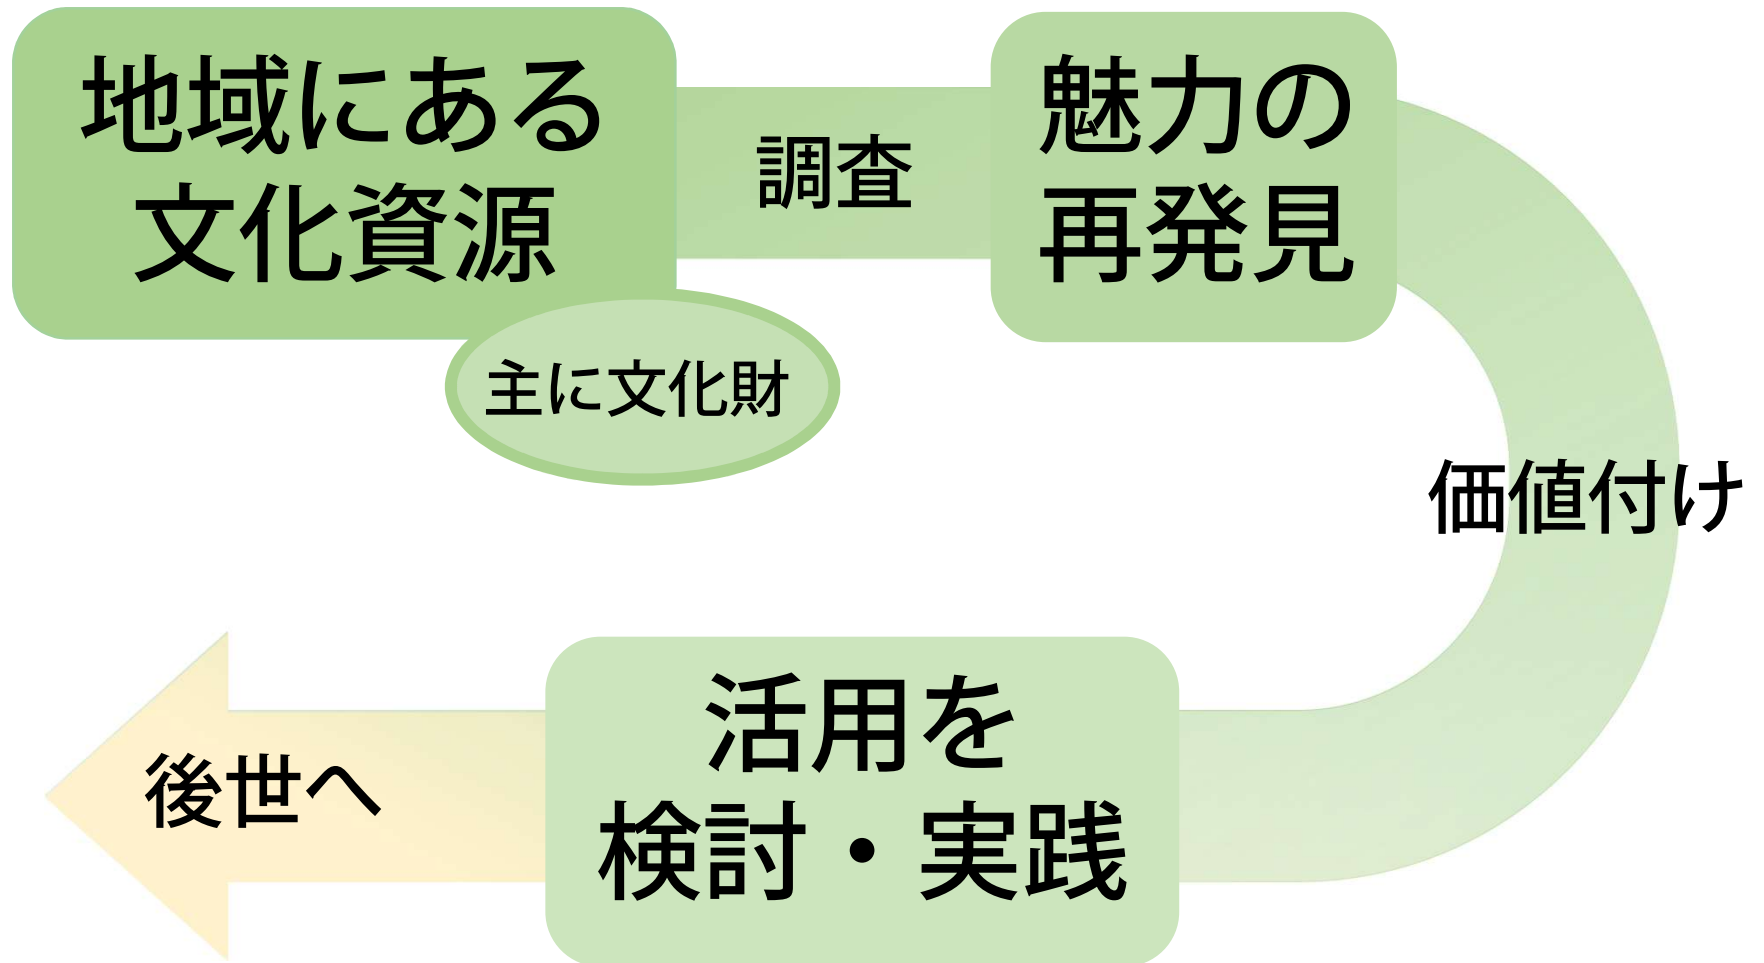 地域にある
文化資源
主に文化財
調査
魅力の
再発見
価値付け
活用を
検討・実践
後世へ